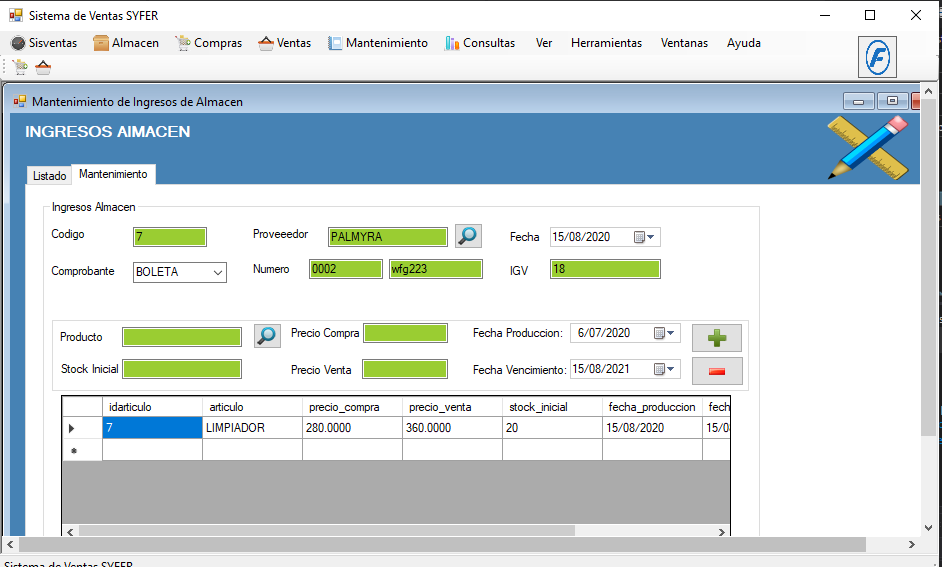 Sistema de Ventas SYFER
Sisventas Almacen Compras Ventas Mantenimiento Consultas Ver Herramientas Ventanas Ayuda
F
Mantenimiento de Ingresos de Almacen
INGRESOS AlMACEN
Listado Mantenimiento
Ingresos Almacen
Codigo 7 Proveeedor PALMYRA Fecha 15/08/2020
Comprobante BOLETA Numero 0002 wfg223 IGV 18
Producto Precio Compra Fecha Produccion: 6/07/2020
Stock Inicial Precio Venta Fecha Vencimiento: 15/08/2021
idarticulo articulo precio_compra precio_venta stock_inicial fecha_produccion fech
7 LIMPIADOR 280.0000 360.0000 20 15/08/2020 15/0
Sistema de Ventas SYFER